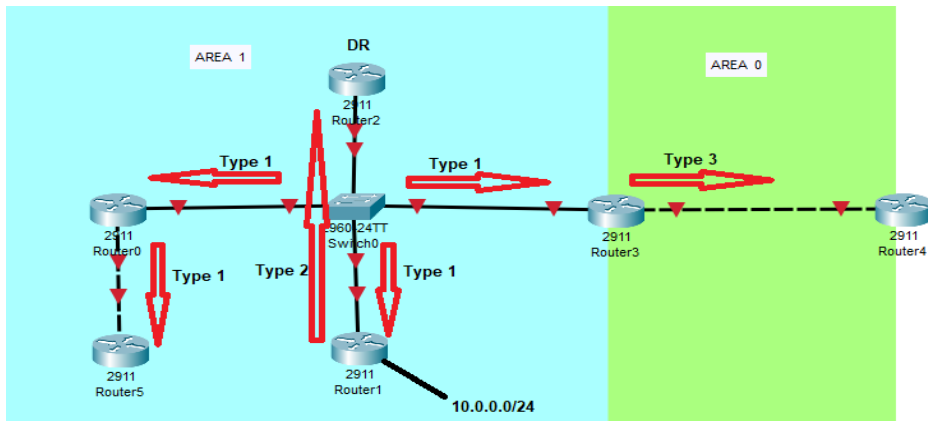 DR
AREA 1
AREA 0
2911
Router2
Type 1
Type 1
Type 3
2911
Router0
960-24TT
Switch0
2911
Router3
2911
Router4
Type 1
Type 2
Type 1
2911
Router5
2911
Router1
10.0.0.0/24